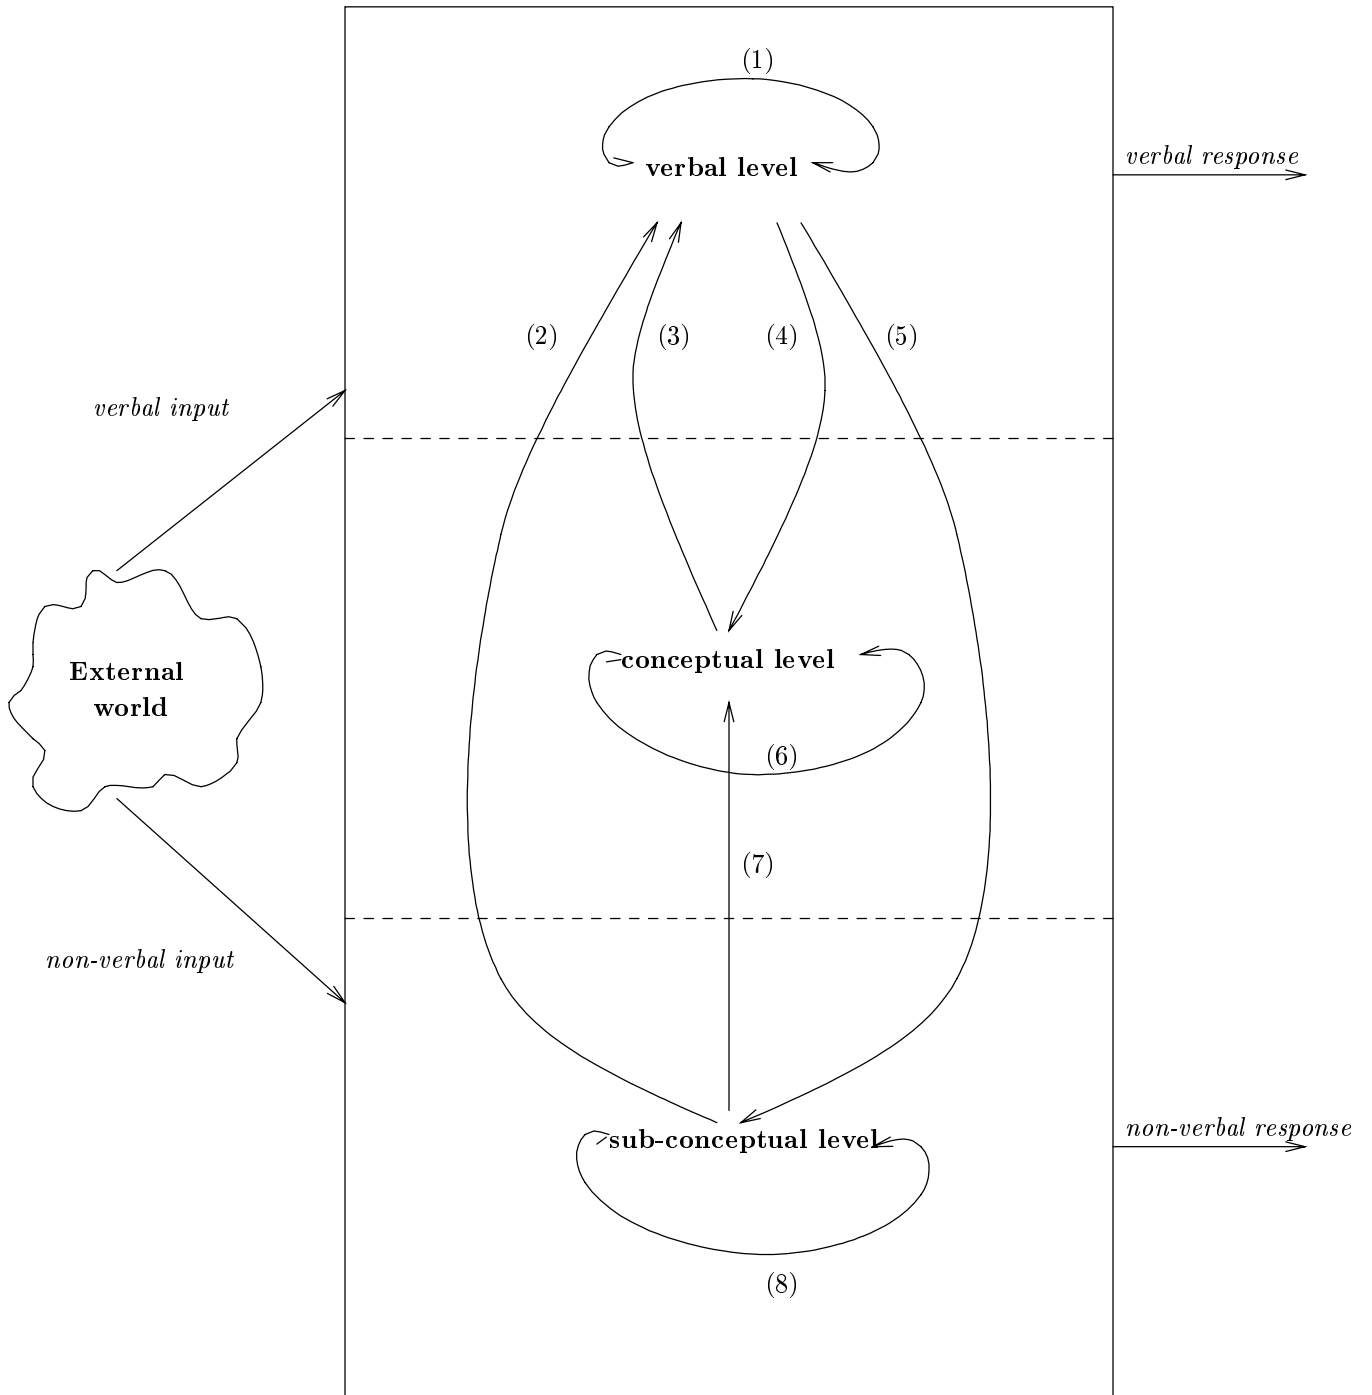 (1)
verbal level
verbal response
(2)
(3)
(4)
(5)
verbal input
External
world
conceptual level
(6)
(7)
non-verbal input
sub-conceptual level
non-verbal response
(8)